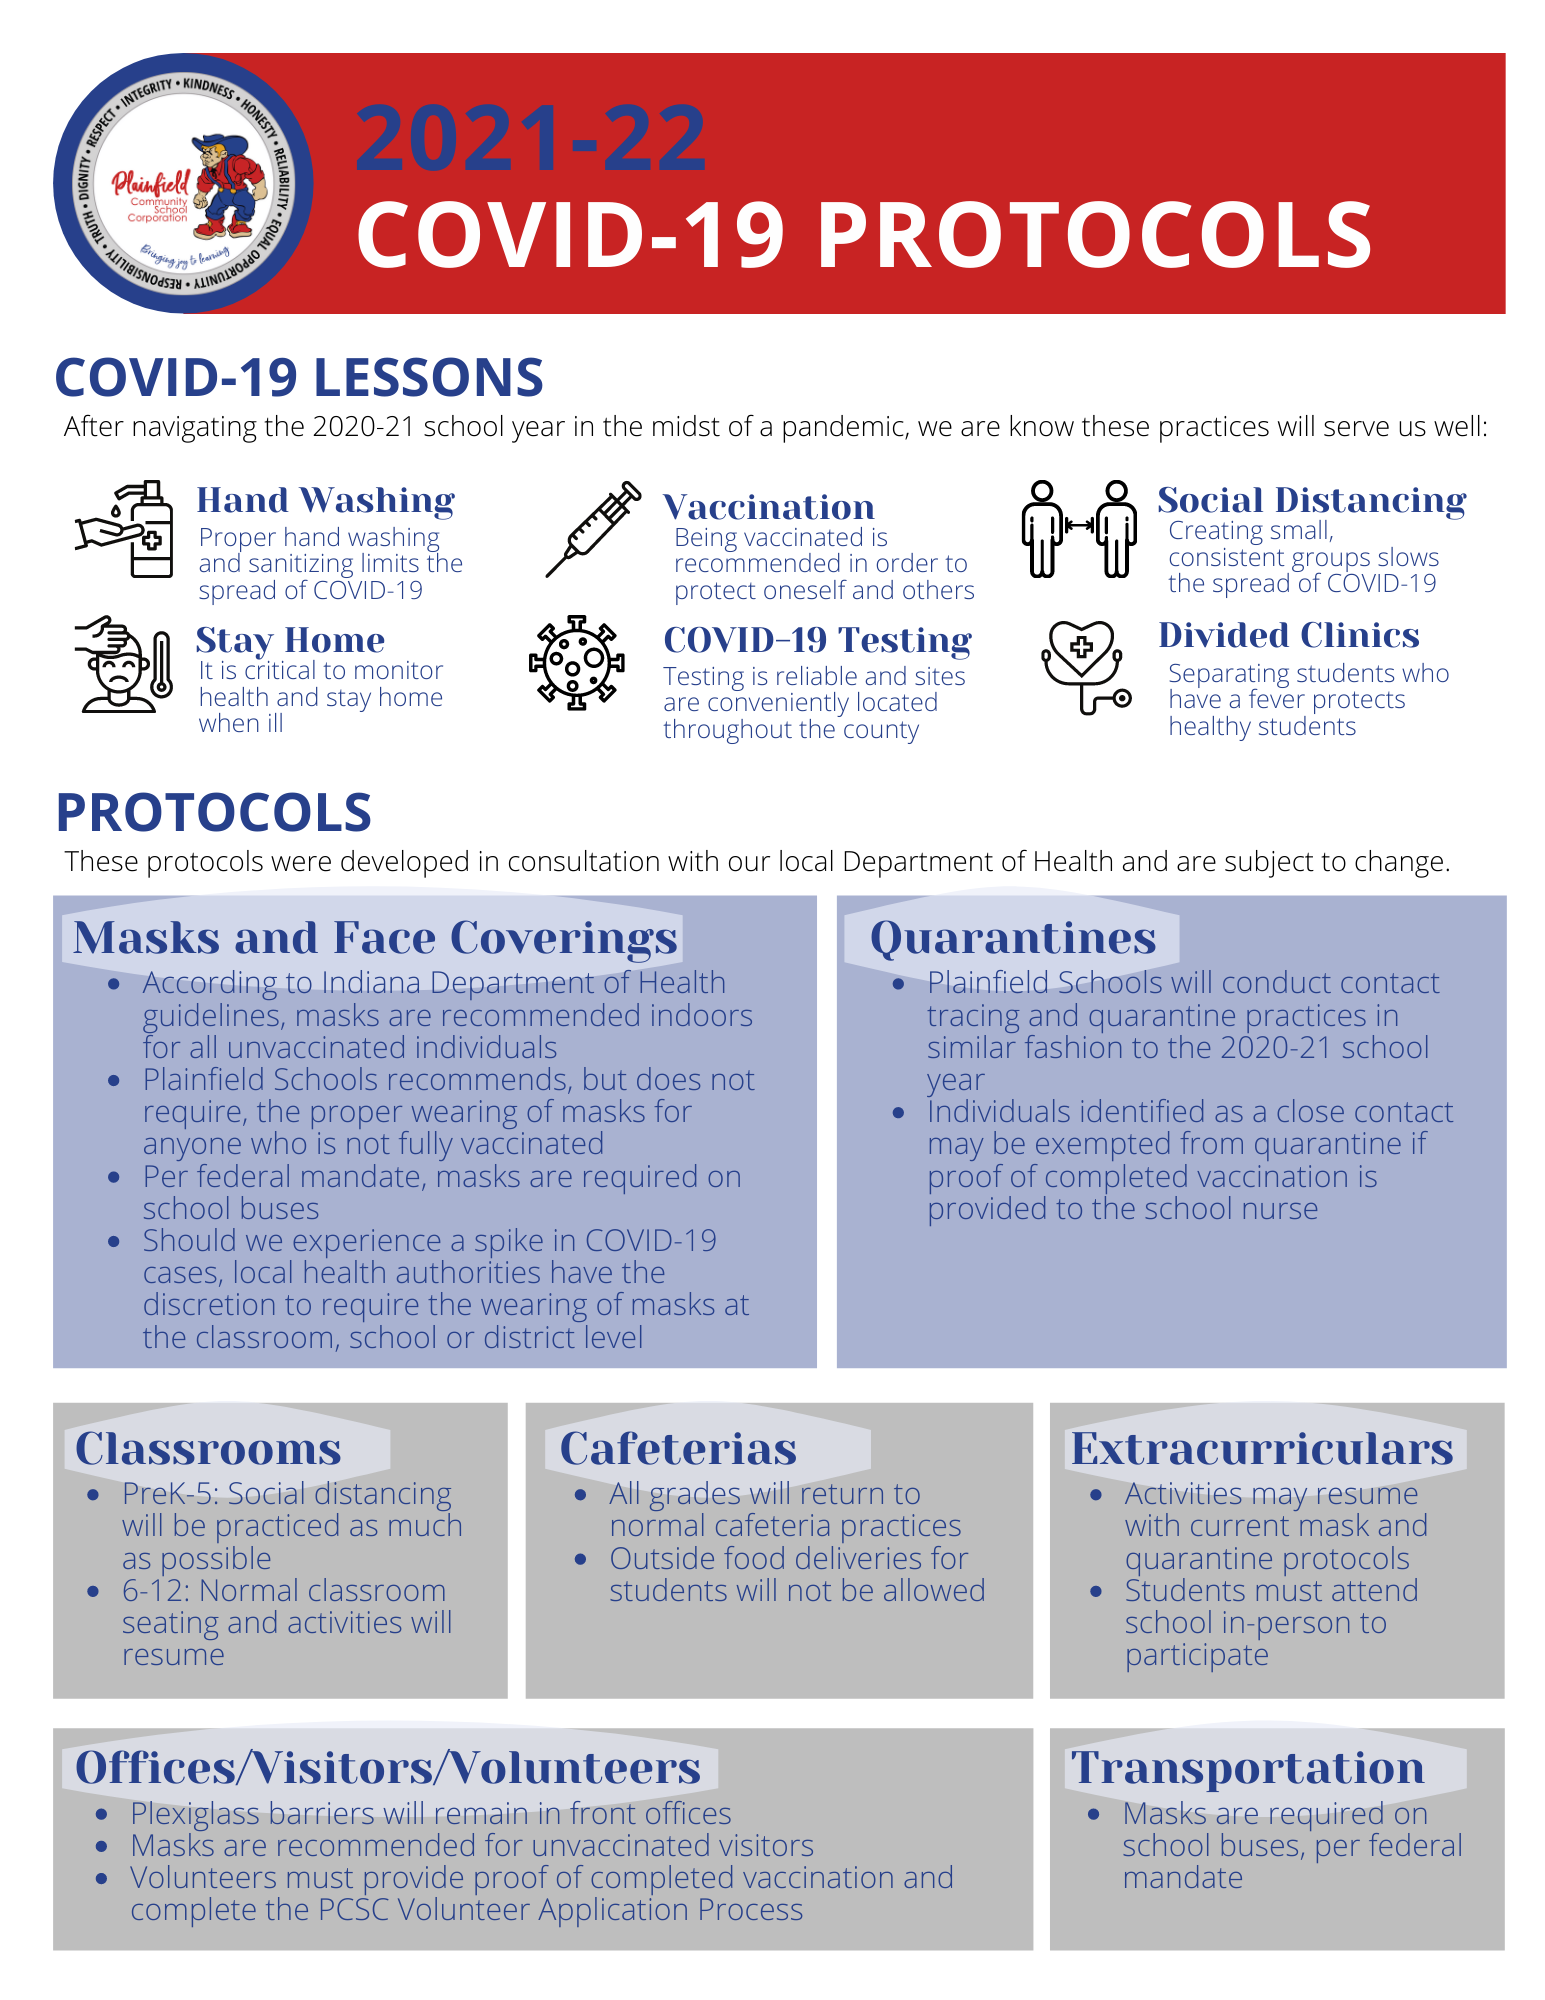 INTEGRITY • KINDNESS • HONESTY • RELIABILITY • EQUAL OPPORTUNITY • RESPONSIBILITY • TRUTH • DIGNITY • RESPECT •
Plainfield
Community
School
Corporation
Bringing joy to learning
2021-22
COVID-19 PROTOCOLS
COVID-19 LESSONS
After navigating the 2020-21 school year in the midst of a pandemic, we are know these practices will serve us well:
Hand Washing
Proper hand washing
and sanitizing limits the
spread of COVID-19
Vaccination
Being vaccinated is
recommended in order to
protect oneself and others
Social Distancing
Creating small,
consistent groups slows
the spread of COVID-19
Stay Home
It is critical to monitor
health and stay home
when ill
COVID-19 Testing
Testing is reliable and sites
are conveniently located
throughout the county
Divided Clinics
Separating students who
have a fever protects
healthy students
PROTOCOLS
These protocols were developed in consultation with our local Department of Health and are subject to change.
Masks and Face Coverings
• According to Indiana Department of Health
guidelines, masks are recommended indoors
for all unvaccinated individuals
• Plainfield Schools recommends, but does not
require, the proper wearing of masks for
anyone who is not fully vaccinated
• Per federal mandate, masks are required on
school buses
• Should we experience a spike in COVID-19
cases, local health authorities have the
discretion to require the wearing of masks at
the classroom, school or district level
Quarantines
• Plainfield Schools will conduct contact
tracing and quarantine practices in
similar fashion to the 2020-21 school
year
• Individuals identified as a close contact
may be exempted from quarantine if
proof of completed vaccination is
provided to the school nurse
Classrooms
• PreK-5: Social distancing
will be practiced as much
as possible
• 6-12: Normal classroom
seating and activities will
resume
Cafeterias
• All grades will return to
normal cafeteria practices
• Outside food deliveries for
students will not be allowed
Extracurriculars
• Activities may resume
with current mask and
quarantine protocols
• Students must attend
school in-person to
participate
Offices/Visitors/Volunteers
• Plexiglass barriers will remain in front offices
• Masks are recommended for unvaccinated visitors
• Volunteers must provide proof of completed vaccination and
complete the PCSC Volunteer Application Process
Transportation
• Masks are required on
school buses, per federal
mandate